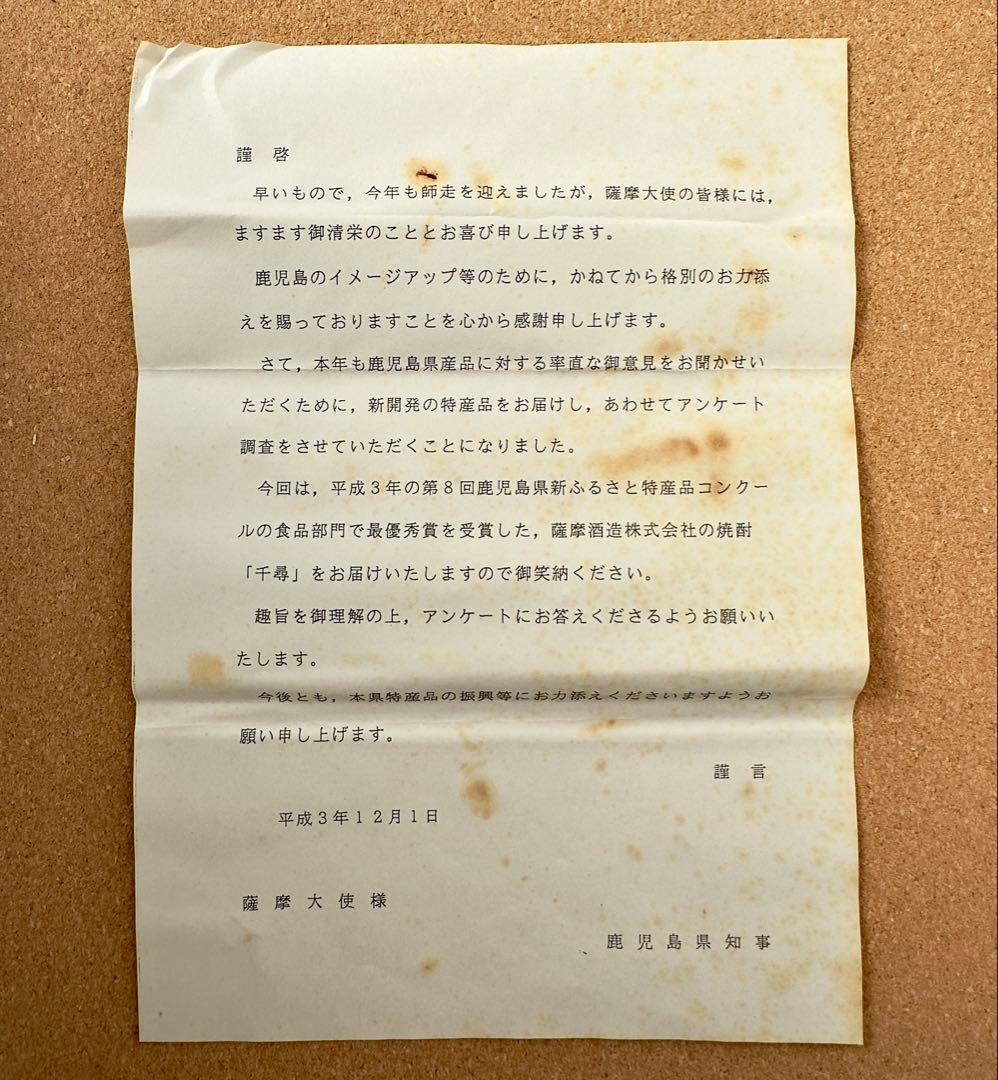 謹　啓
　早いもので，今年も師走を迎えましたが，薩摩大使の皆様には，
ますます御清栄のこととお喜び申し上げます。
　鹿児島のイメージアップ等のために，かねてから格別のお力添
えを賜っておりますことを心から感謝申し上げます。
　さて，本年も鹿児島県産品に対する率直な御意見をお聞かせい
ただくために，新開発の特産品をお届けし，あわせてアンケート
調査をさせていただくことになりました。
　今回は，平成３年の第８回鹿児島県新ふるさと特産品コンクー
ルの食品部門で最優秀賞を受賞した，薩摩酒造株式会社の焼酎
「千尋」をお届けいたしますので御笑納ください。
　趣旨を御理解の上，アンケートにお答えくださるようお願いい
たします。
　今後とも，本県特産品の振興等にお力添えくださいますようお
願い申し上げます。
謹　言
平成３年１２月１日
薩　摩　大　使　様
鹿　児　島　県　知　事